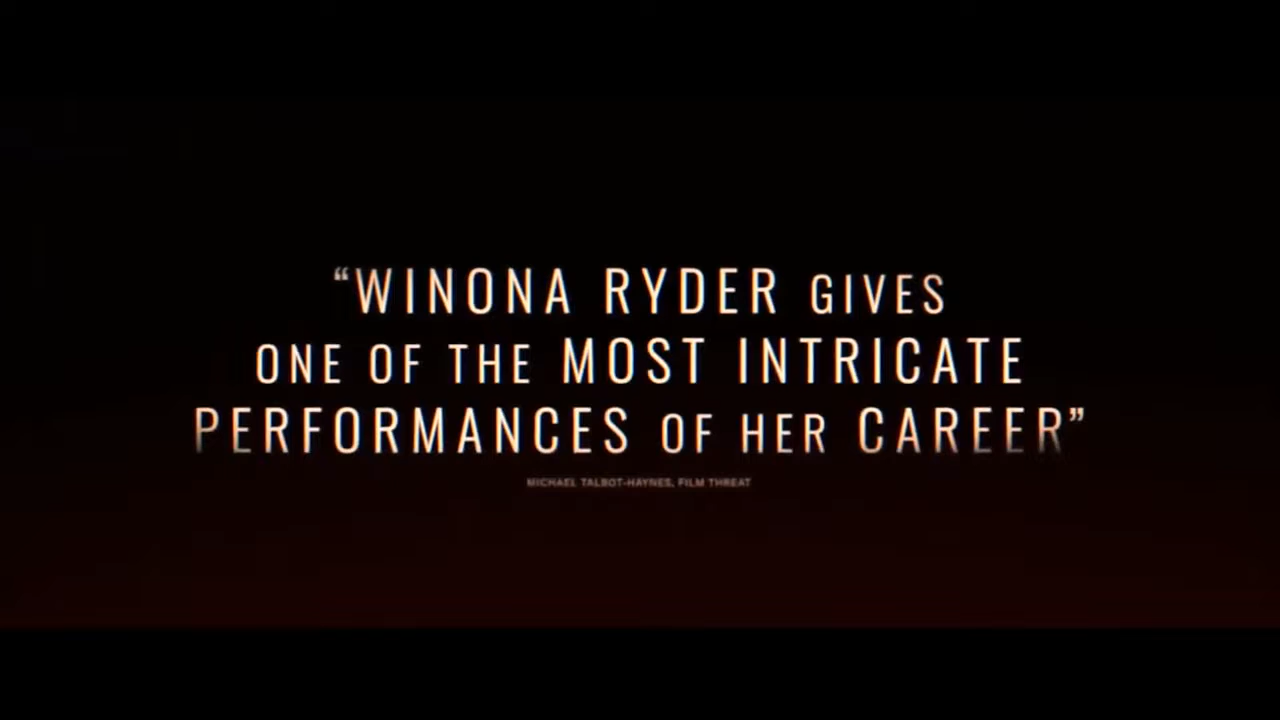 “WINONA RYDER GIVES
ONE OF THE MOST INTRICATE
PERFORMANCES OF HER CAREER”
MICHAEL TALBOT-HAYNES, FILM THREAT